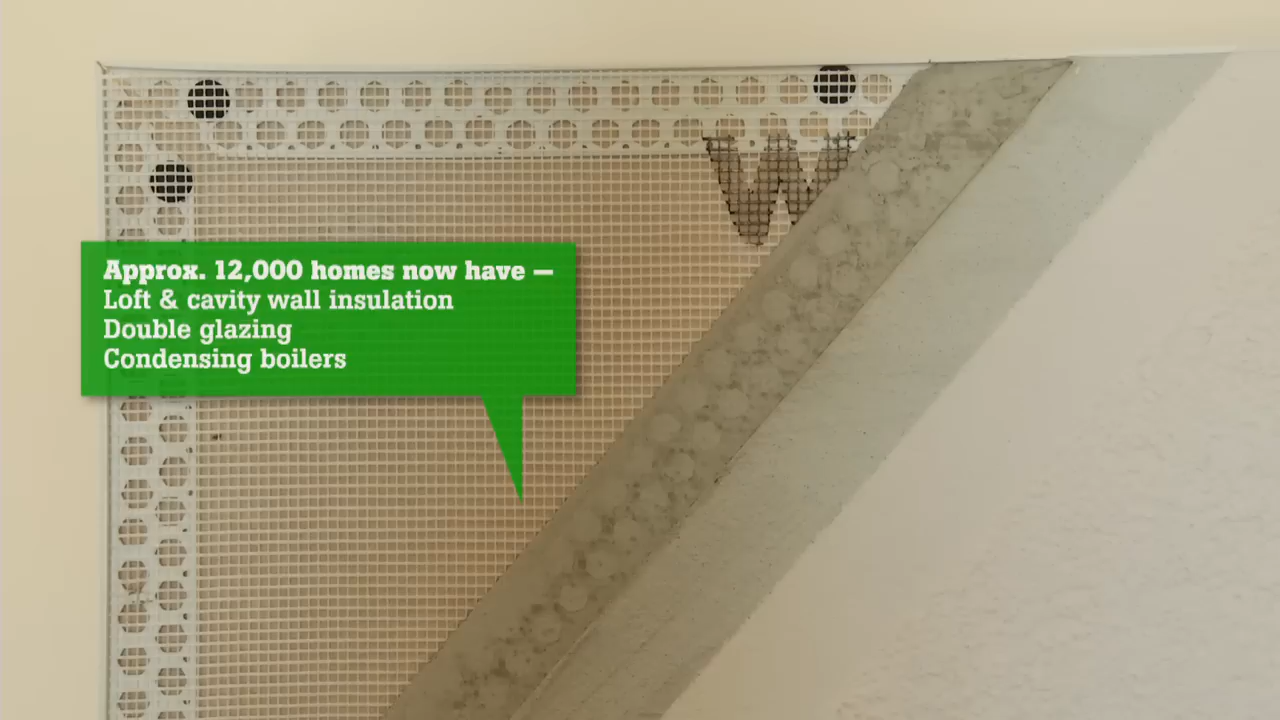 W
Approx. 12,000 homes now have —
Loft & cavity wall insulation
Double glazing
Condensing boilers